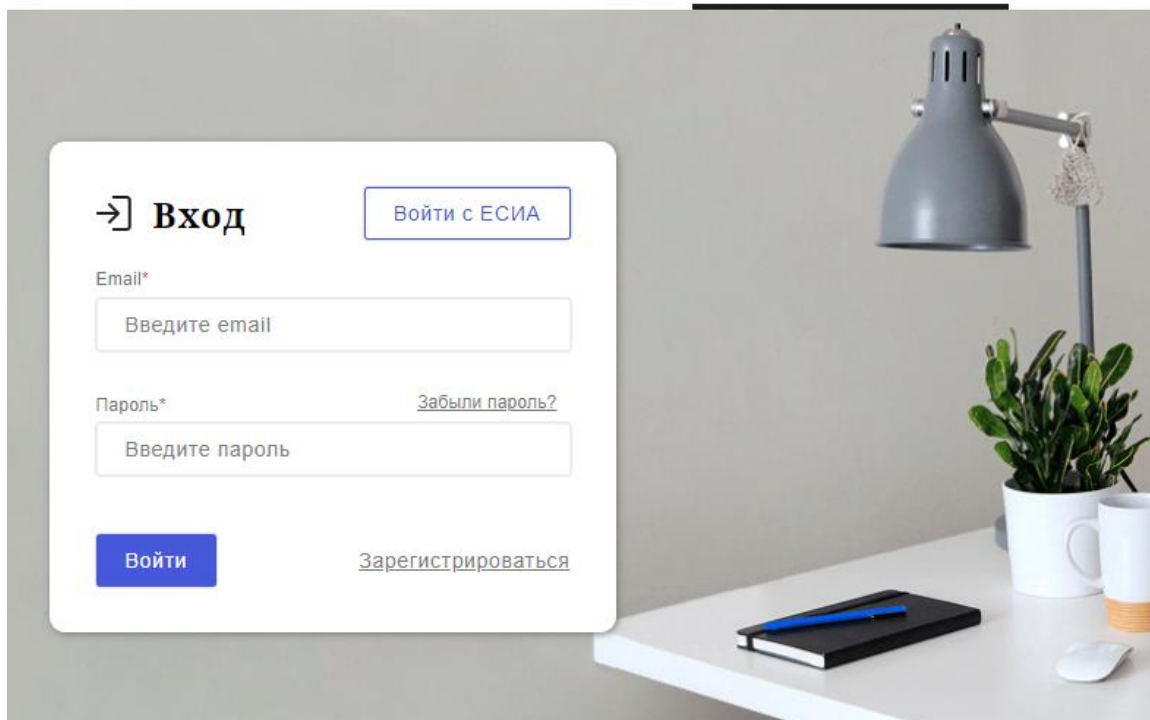 Вход
Войти с ЕСИА
Email*
Введите email
Пароль*
Забыли пароль?
Введите пароль
Войти
Зарегистрироваться